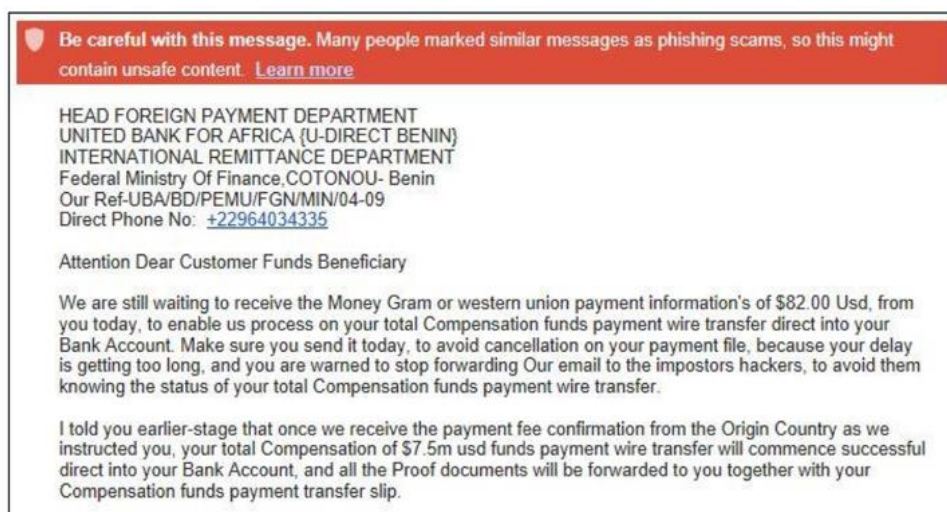 Be careful with this message. Many people marked similar messages as phishing scams, so this might
contain unsafe content. Learn more
HEAD FOREIGN PAYMENT DEPARTMENT
UNITED BANK FOR AFRICA {U-DIRECT BENIN}
INTERNATIONAL REMITTANCE DEPARTMENT
Federal Ministry Of Finance,COTONOU- Benin
Our Ref-UBA/BD/PEMU/FGN/MIN/04-09
Direct Phone No: +22964034335
Attention Dear Customer Funds Beneficiary
We are still waiting to receive the Money Gram or western union payment information's of $82.00 Usd, from
you today, to enable us process on your total Compensation funds payment wire transfer direct into your
Bank Account. Make sure you send it today, to avoid cancellation on your payment file, because your delay
is getting too long, and you are warned to stop forwarding Our email to the impostors hackers, to avoid them
knowing the status of your total Compensation funds payment wire transfer.
I told you earlier-stage that once we receive the payment fee confirmation from the Origin Country as we
instructed you, your total Compensation of $7.5m usd funds payment wire transfer will commence successful
direct into your Bank Account, and all the Proof documents will be forwarded to you together with your
Compensation funds payment transfer slip.